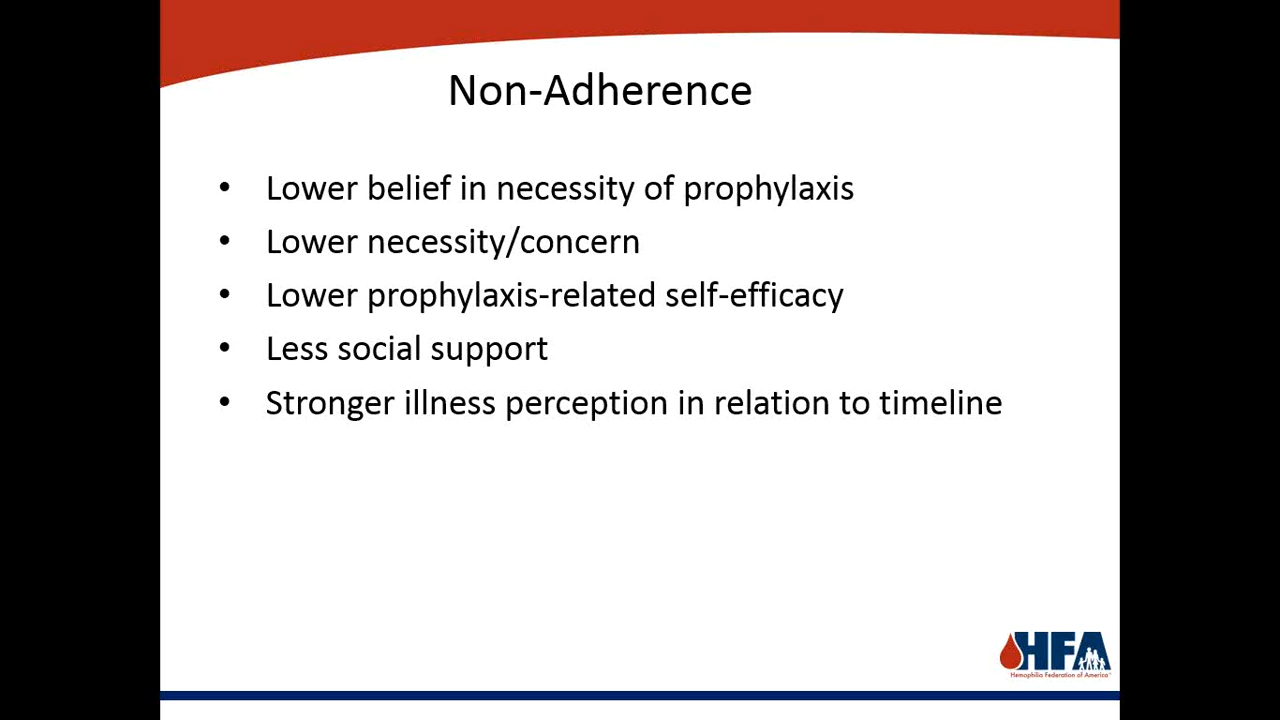 Non-Adherence
• Lower belief in necessity of prophylaxis
• Lower necessity/concern
• Lower prophylaxis-related self-efficacy
• Less social support
• Stronger illness perception in relation to timeline
HFA
Hemophilia Federation of America